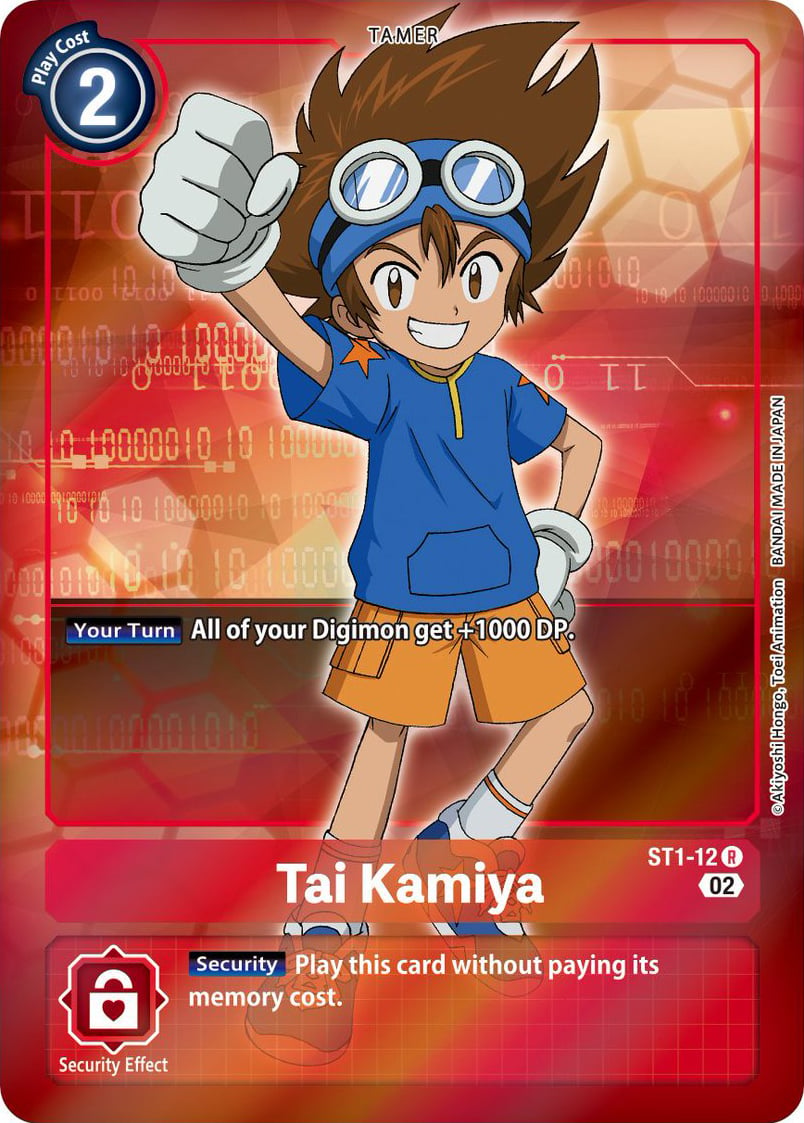 TAMER
Play Cost
2
Your Turn All of your Digimon get +1000 DP.
©Akiyoshi Hongo, Toei Animation BANDAI MADE IN JAPAN
ST1-12 R
02
Tai Kamiya
Security Play this card without paying its
memory cost.
Security Effect